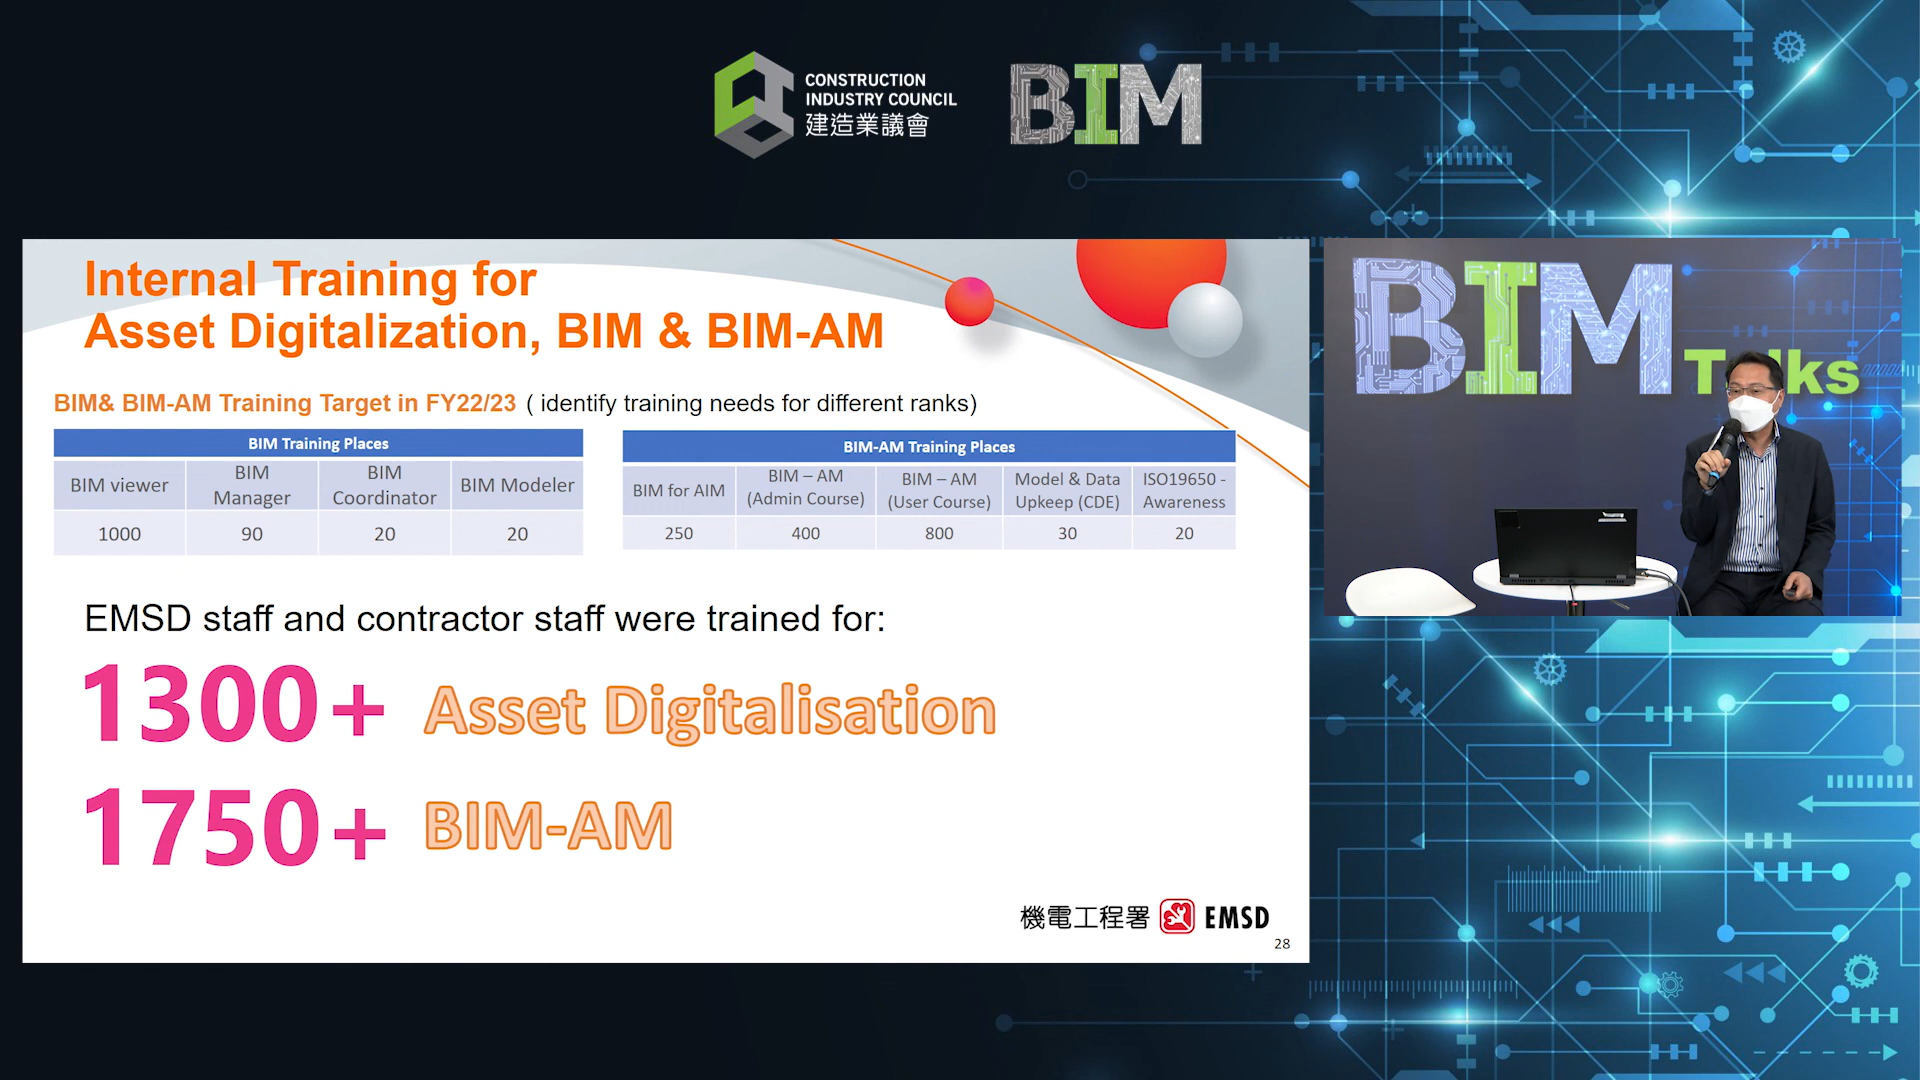 CONSTRUCTION
INDUSTRY COUNCIL
建造業議會
BIM
Internal Training for
Asset Digitalization, BIM & BIM-AM
BIM& BIM-AM Training Target in FY22/23 ( identify training needs for different ranks)
BIM Training Places
BIM viewer
BIM
Manager
BIM
Coordinator
BIM Modeler
1000
90
20
20
BIM-AM Training Places
BIM for AIM
BIM – AM
(Admin Course)
BIM – AM
(User Course)
Model & Data
Upkeep (CDE)
ISO19650 -
Awareness
250
400
800
30
20
EMSD staff and contractor staff were trained for:
1300+ Asset Digitalisation
1750+ BIM-AM
機電工程署 EMSD
28
BIM